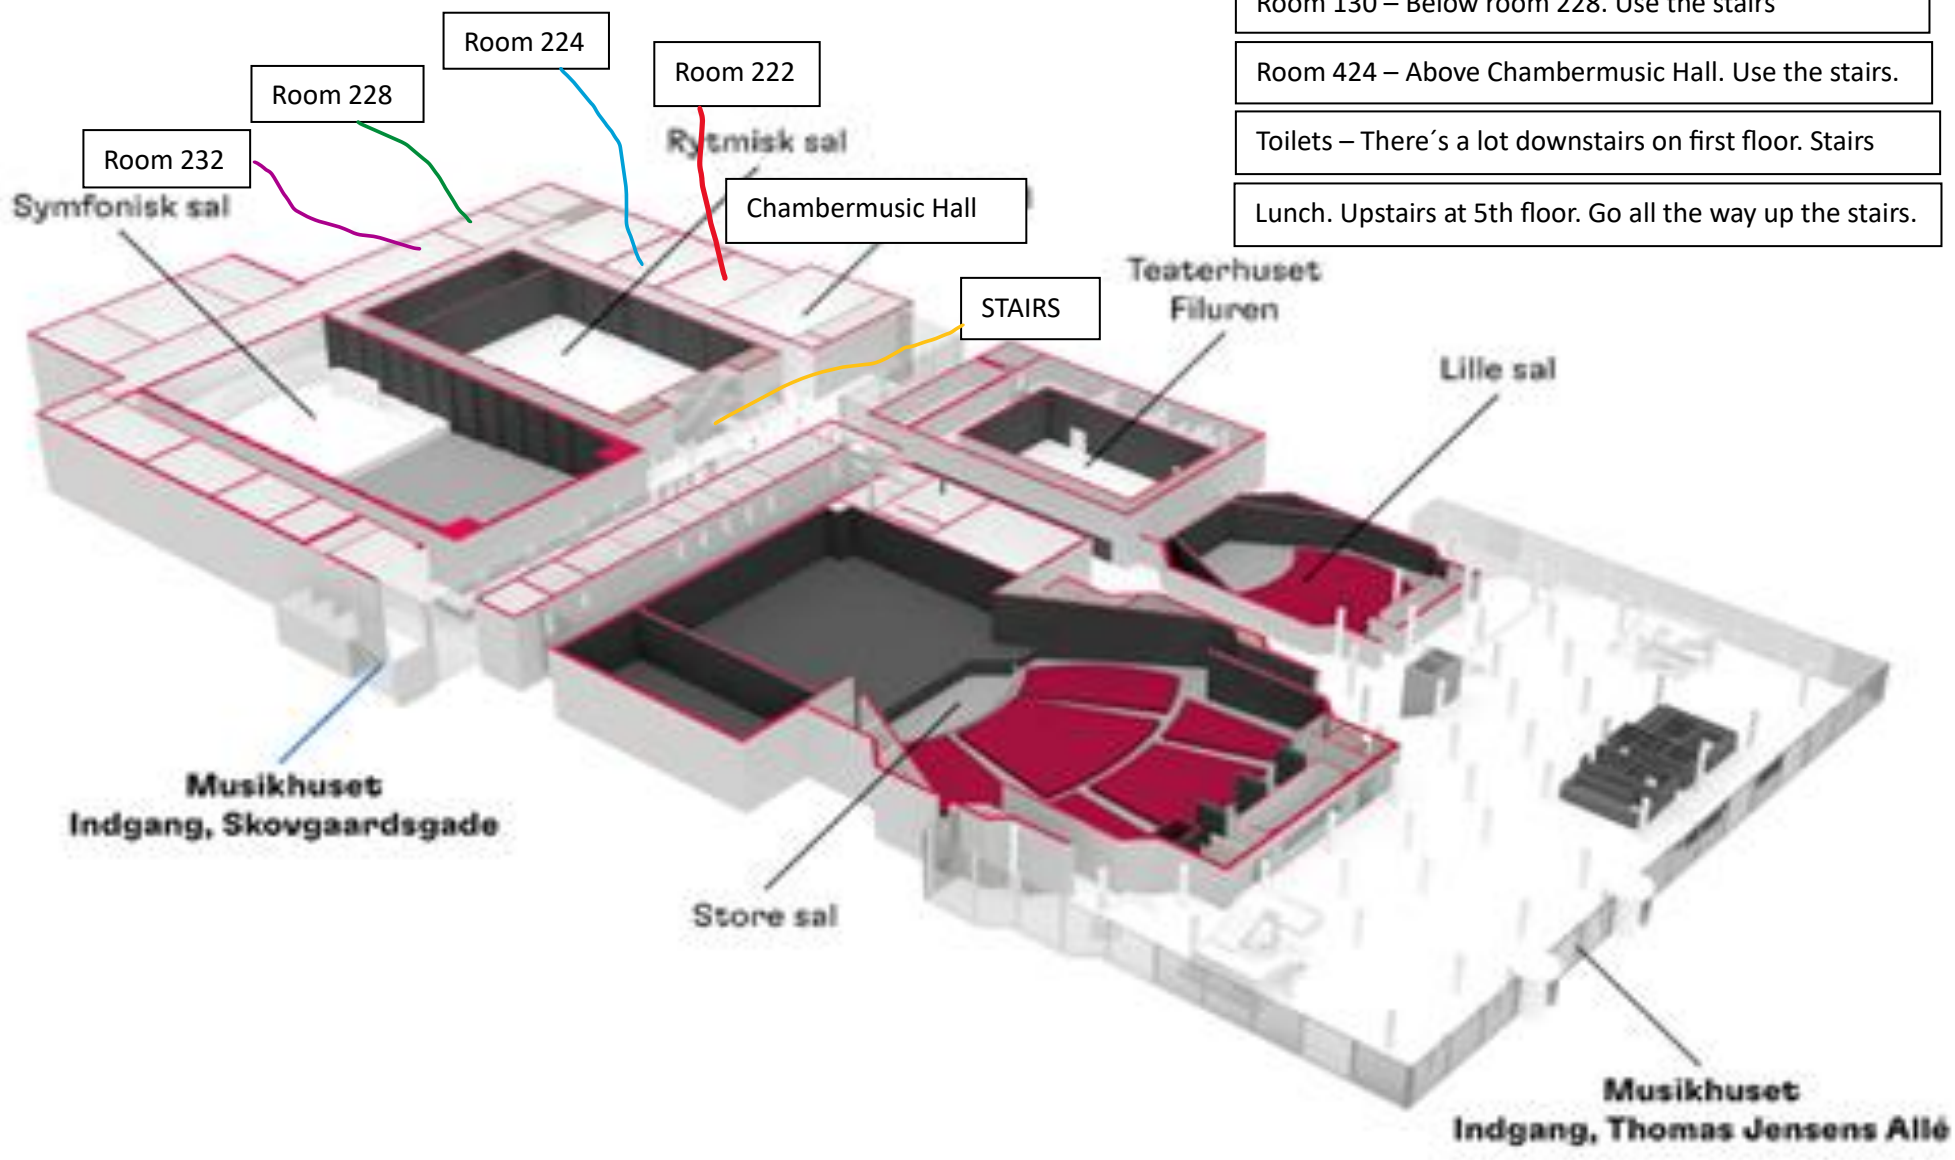 Room 130 – Below room 228. Use the stairs
Room 224
Room 222
Room 424 – Above Chambermusic Hall. Use the stairs.
Room 228
Rytmisk sal
Toilets – There´s a lot downstairs on first floor. Stairs
Room 232
Symfonisk sal
Chambermusic Hall
Lunch. Upstairs at 5th floor. Go all the way up the stairs.
Teaterhuset
Filuren
STAIRS
Lille sal
Musikhuset
Indgang, Skovgaardsgade
Store sal
Musikhuset
Indgang, Thomas Jensens Allé